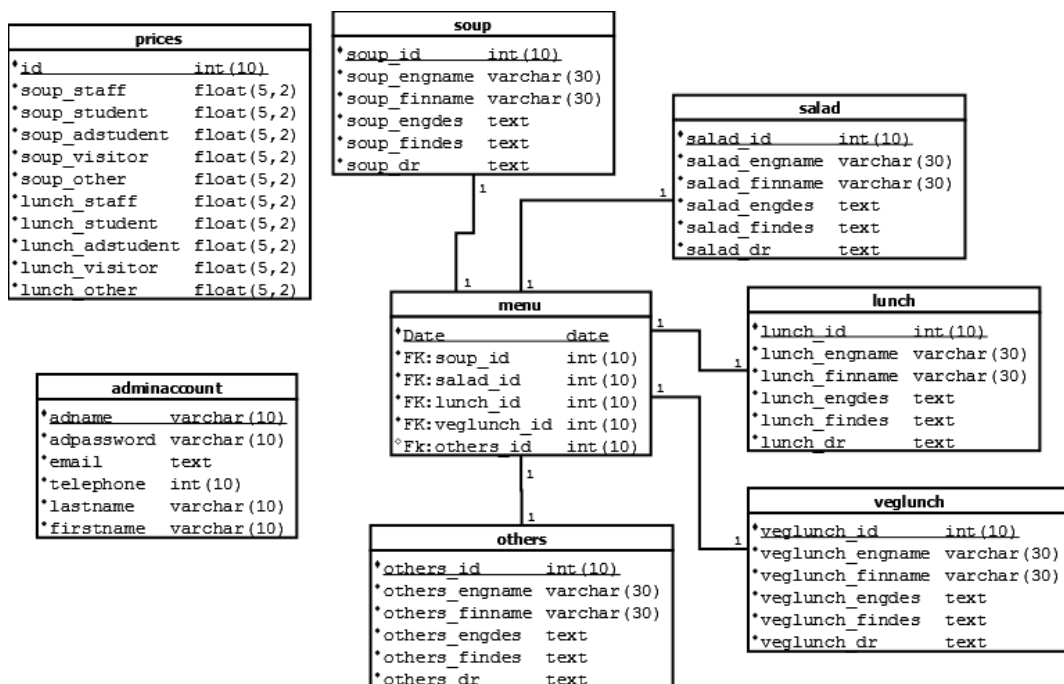 prices
id int(10)
soup_staff float(5,2)
soup_student float(5,2)
soup_adstudent float(5,2)
soup_visitor float(5,2)
soup_other float(5,2)
lunch_staff float(5,2)
lunch_student float(5,2)
lunch_adstudent float(5,2)
lunch_visitor float(5,2)
lunch_other float(5,2)
soup
soup_id int(10)
soup_engname varchar(30)
soup_finname varchar(30)
soup_engdes text
soup_findes text
soup_dr text
salad
salad_id int(10)
salad_engname varchar(30)
salad_finname varchar(30)
salad_engdes text
salad_findes text
salad_dr text
1
1
1
1
menu
Date date
FK:soup_id int(10)
FK:salad_id int(10)
FK:lunch_id int(10)
FK:veglunch_id int(10)
Fk:others_id int(10)
1
1
1
1
lunch
lunch_id int(10)
lunch_engname varchar(30)
lunch_finname varchar(30)
lunch_engdes text
lunch_findes text
lunch_dr text
adminaccount
adname varchar(10)
adpassword varchar(10)
email text
telephone int(10)
lastname varchar(10)
firstname varchar(10)
1
1
others
others_id int(10)
others_engname varchar(30)
others_finname varchar(30)
others_engdes text
others_findes text
others_dr text
veglunch
veglunch_id int(10)
veglunch_engname varchar(30)
veglunch_finname varchar(30)
veglunch_engdes text
veglunch_findes text
veglunch_dr text